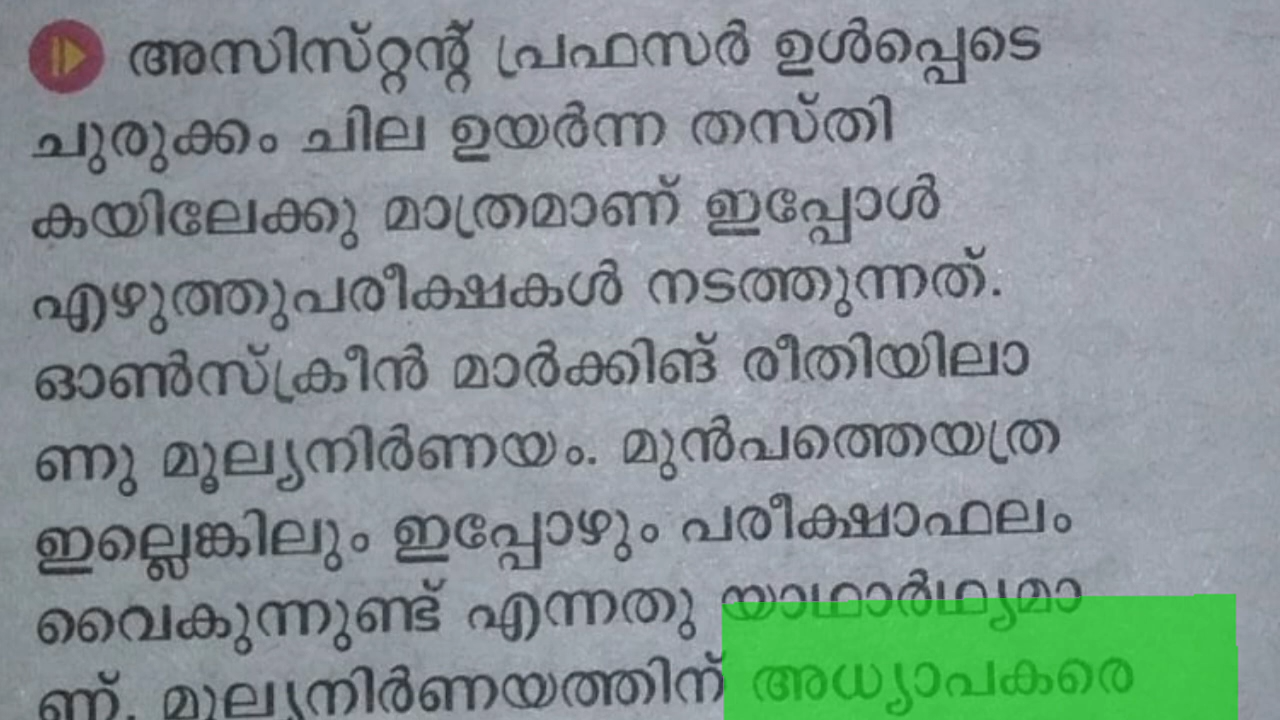 അസിസ്റ്റന്റ് പ്രഫസർ ഉൾപ്പെടെ
ചുരുക്കം ചില ഉയർന്ന തസ്തി
കയിലേക്കു മാത്രമാണ് ഇപ്പോൾ
എഴുത്തുപരീക്ഷകൾ നടത്തുന്നത്.
ഓൺസ്ക്രീൻ മാർക്കിങ് രീതിയിലാ
ണു മൂല്യനിർണയം. മുൻപത്തെയത്ര
ഇല്ലെങ്കിലും ഇപ്പോഴും പരീക്ഷാഫലം
വൈകുന്നുണ്ട് എന്നതു യാഥാർഥ്യമാ
ണ്. മൂല്യനിർണയത്തിന് അധ്യാപകരെ